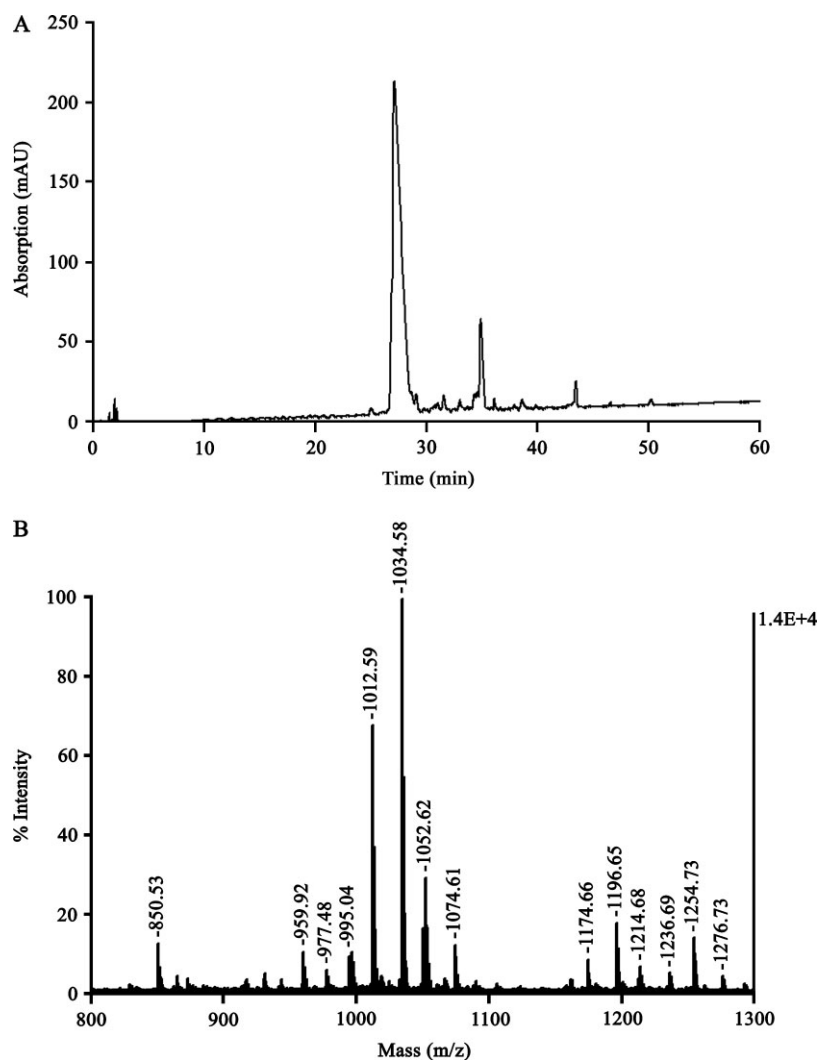 A
250
200
150
100
50
0
Absorption (mAU)
0 10 20 30 40 50 60
Time (min)
B
100
80
60
40
20
0
% Intensity
-850.53
-959.92
-977.48
-995.04
-1012.59
-1034.58
-1052.62
-1074.61
-1174.66
-1196.65
-1214.68
-1236.69
-1254.73
-1276.73
1.4E+4
800 900 1000 1100 1200 1300
Mass (m/z)